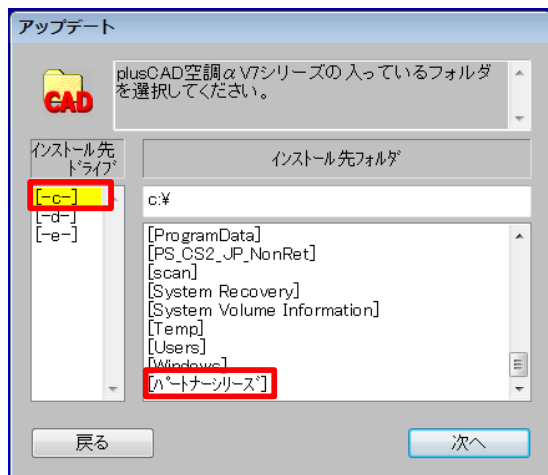 アップデート
plusCAD空調αV7シリーズの入っているフォルダ
を選択してください。
CAD
インストール先
ﾄﾞﾗｲﾌﾞ
インストール先フォルダ
[-c-]
c:¥
[-d-]
[-e-]
[ProgramData]
[PS_CS2_JP_NonRet]
[scan]
[System Recovery]
[System Volume Information]
[Temp]
[Users]
[Windows]
[ﾊﾟｰﾄﾅｰｼﾘｰｽﾞ]
戻る
次へ